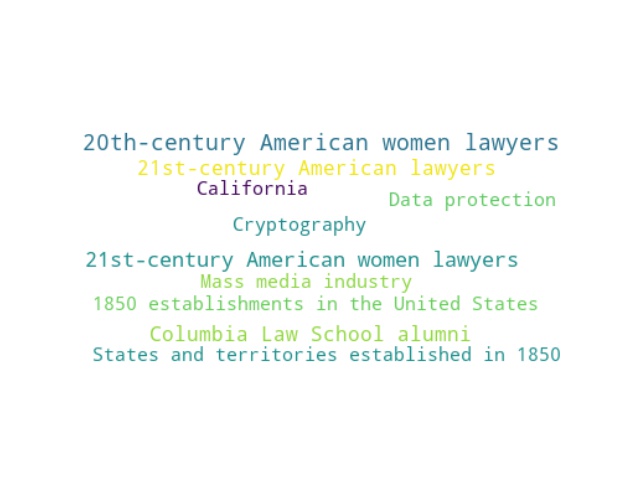 20th-century American women lawyers
21st-century American lawyers
California
Data protection
Cryptography
21st-century American women lawyers
Mass media industry
1850 establishments in the United States
Columbia Law School alumni
States and territories established in 1850